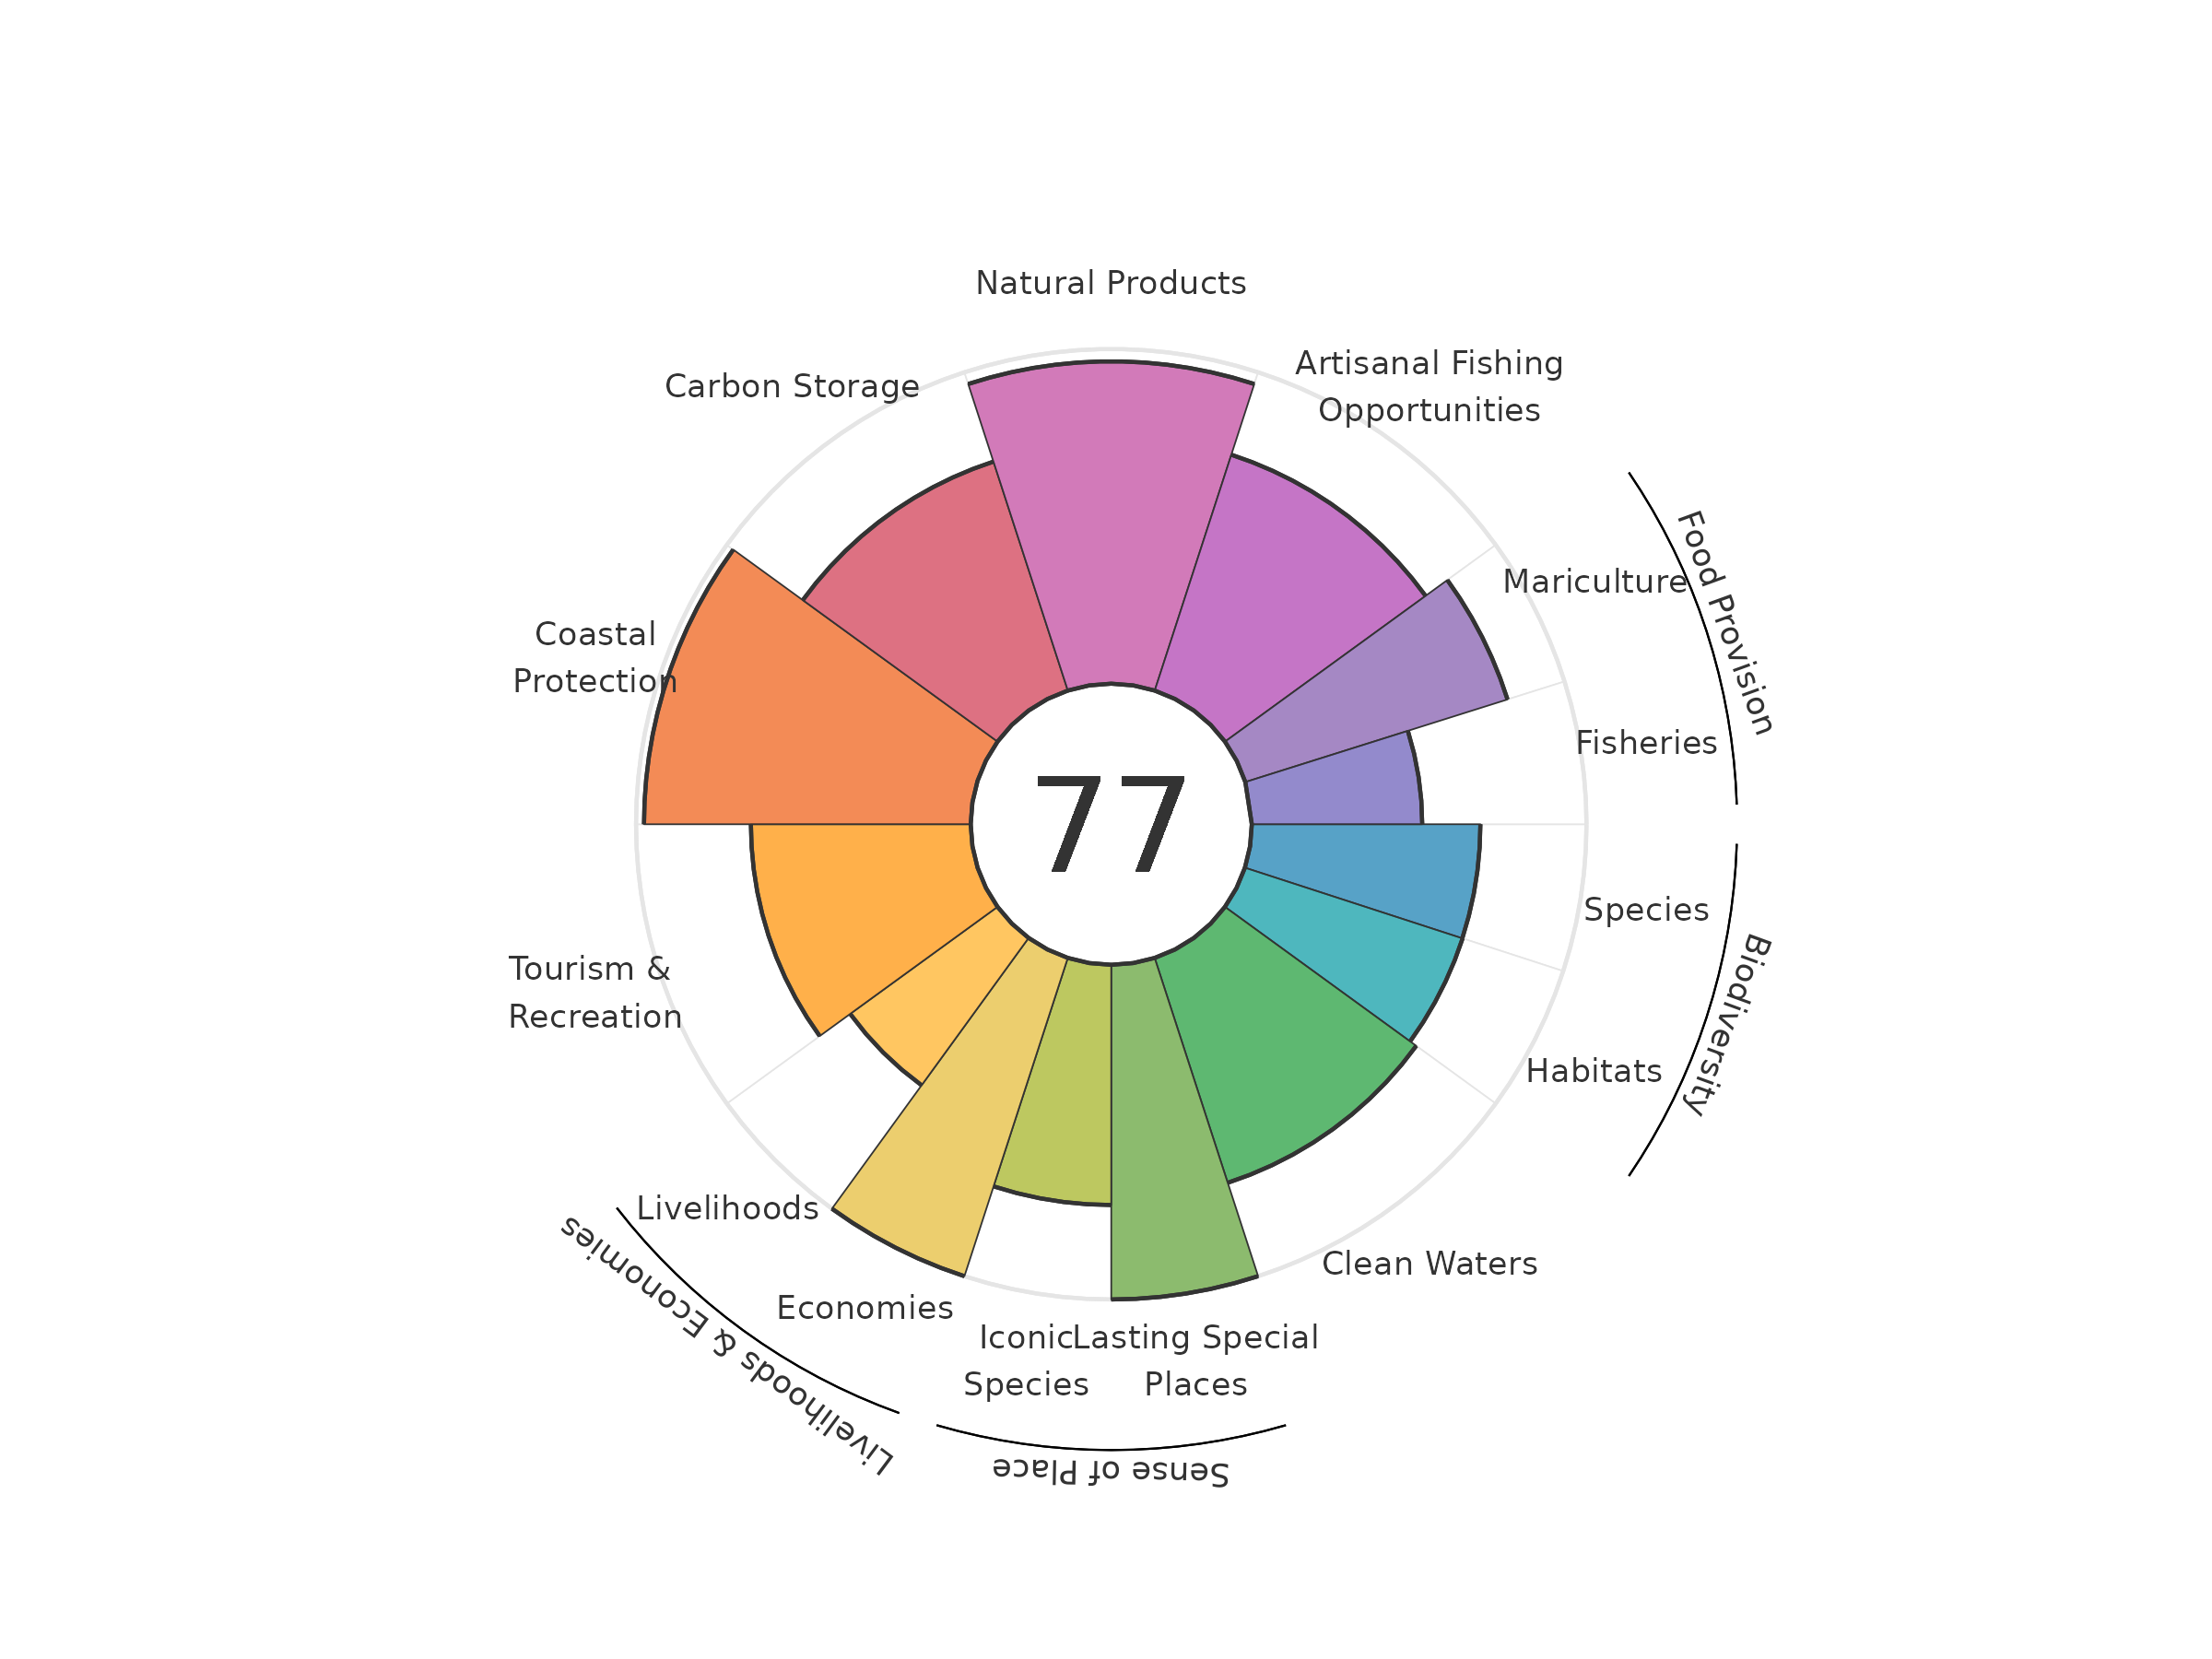 Natural Products
Carbon Storage
Artisanal Fishing
Opportunities
Mariculture
Food Provision
Fisheries
Coastal
Protection
77
Species
Biodiversity
Habitats
Tourism &
Recreation
Livelihoods
Economies
Livelihoods & Economies
Clean Waters
Iconic
Species
Lasting Special
Places
Sense of Place